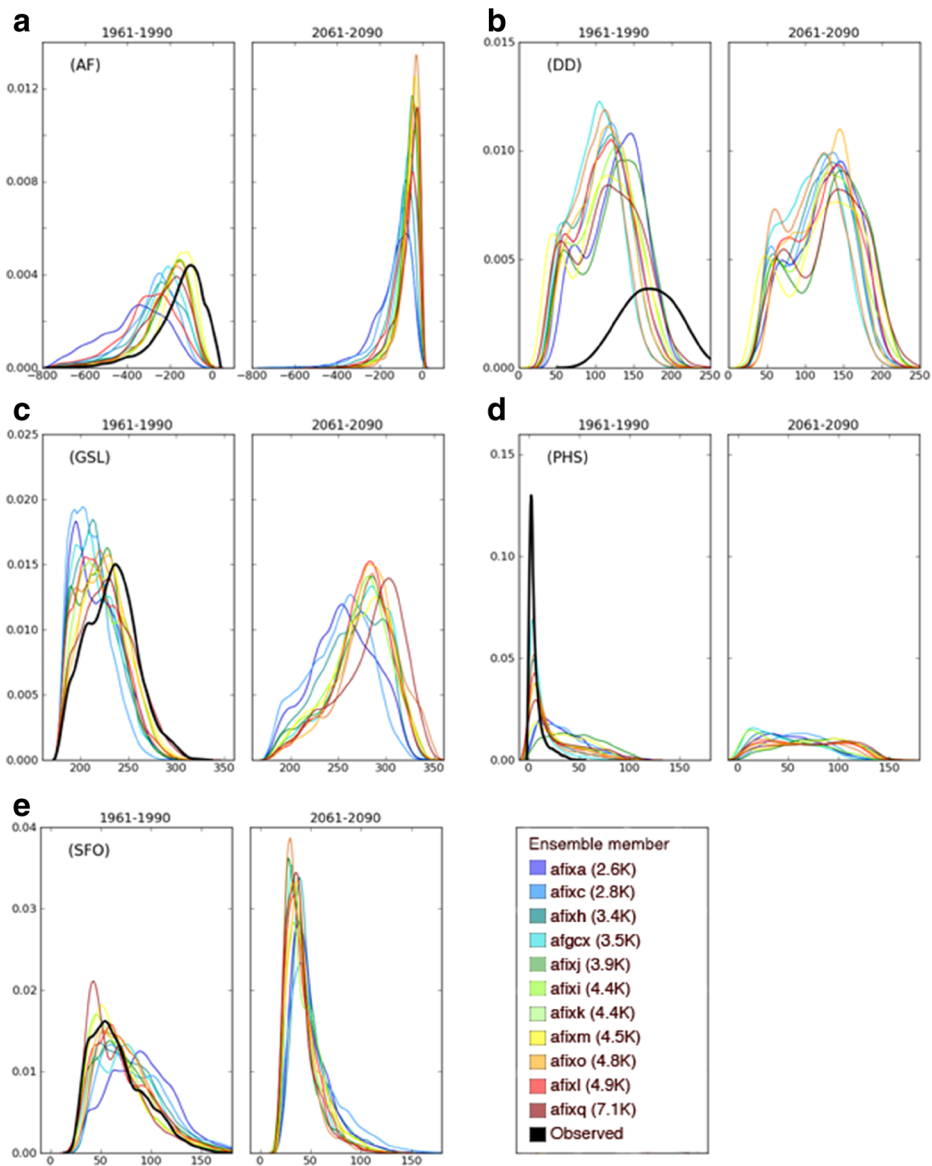 a
1961-1990
2061-2090
(AF)
0.012
0.008
0.004
0.000
−800 −600 −400 −200 0
−800 −600 −400 −200 0
b
1961-1990
2061-2090
(DD)
0.015
0.010
0.005
0.000
0 50 100 150 200 250
0 50 100 150 200 250
c
1961-1990
2061-2090
(GSL)
0.025
0.020
0.015
0.010
0.005
0.000
200 250 300 350
200 250 300 350
d
1961-1990
2061-2090
(PHS)
0.15
0.10
0.05
0.00
0 50 100 150
0 50 100 150
e
1961-1990
2061-2090
(SFO)
0.04
0.03
0.02
0.01
0.00
0 50 100 150
0 50 100 150
Ensemble member
afixa (2.6K)
afixc (2.8K)
afixh (3.4K)
afgcx (3.5K)
afixj (3.9K)
afixi (4.4K)
afixk (4.4K)
afixm (4.5K)
afixo (4.8K)
afixl (4.9K)
afixq (7.1K)
Observed